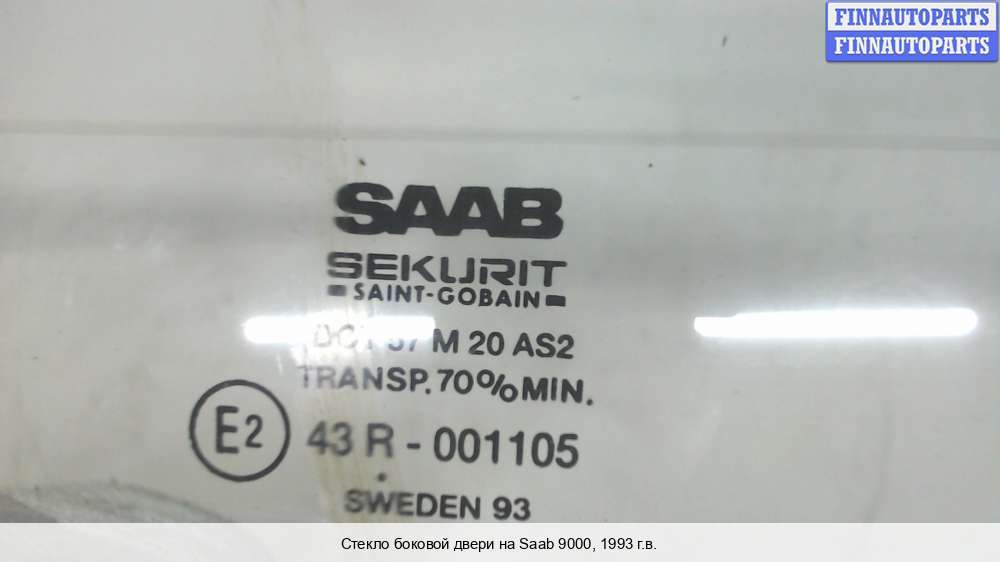 FINNAUTOPARTS
FINNAUTOPARTS
SAAB
SEKURIT
SAINT-GOBAIN
M 20 AS2
TRANSP. 70% MIN.
E2 43 R - 001105
SWEDEN 93
Стекло боковой двери на Saab 9000, 1993 г.в.